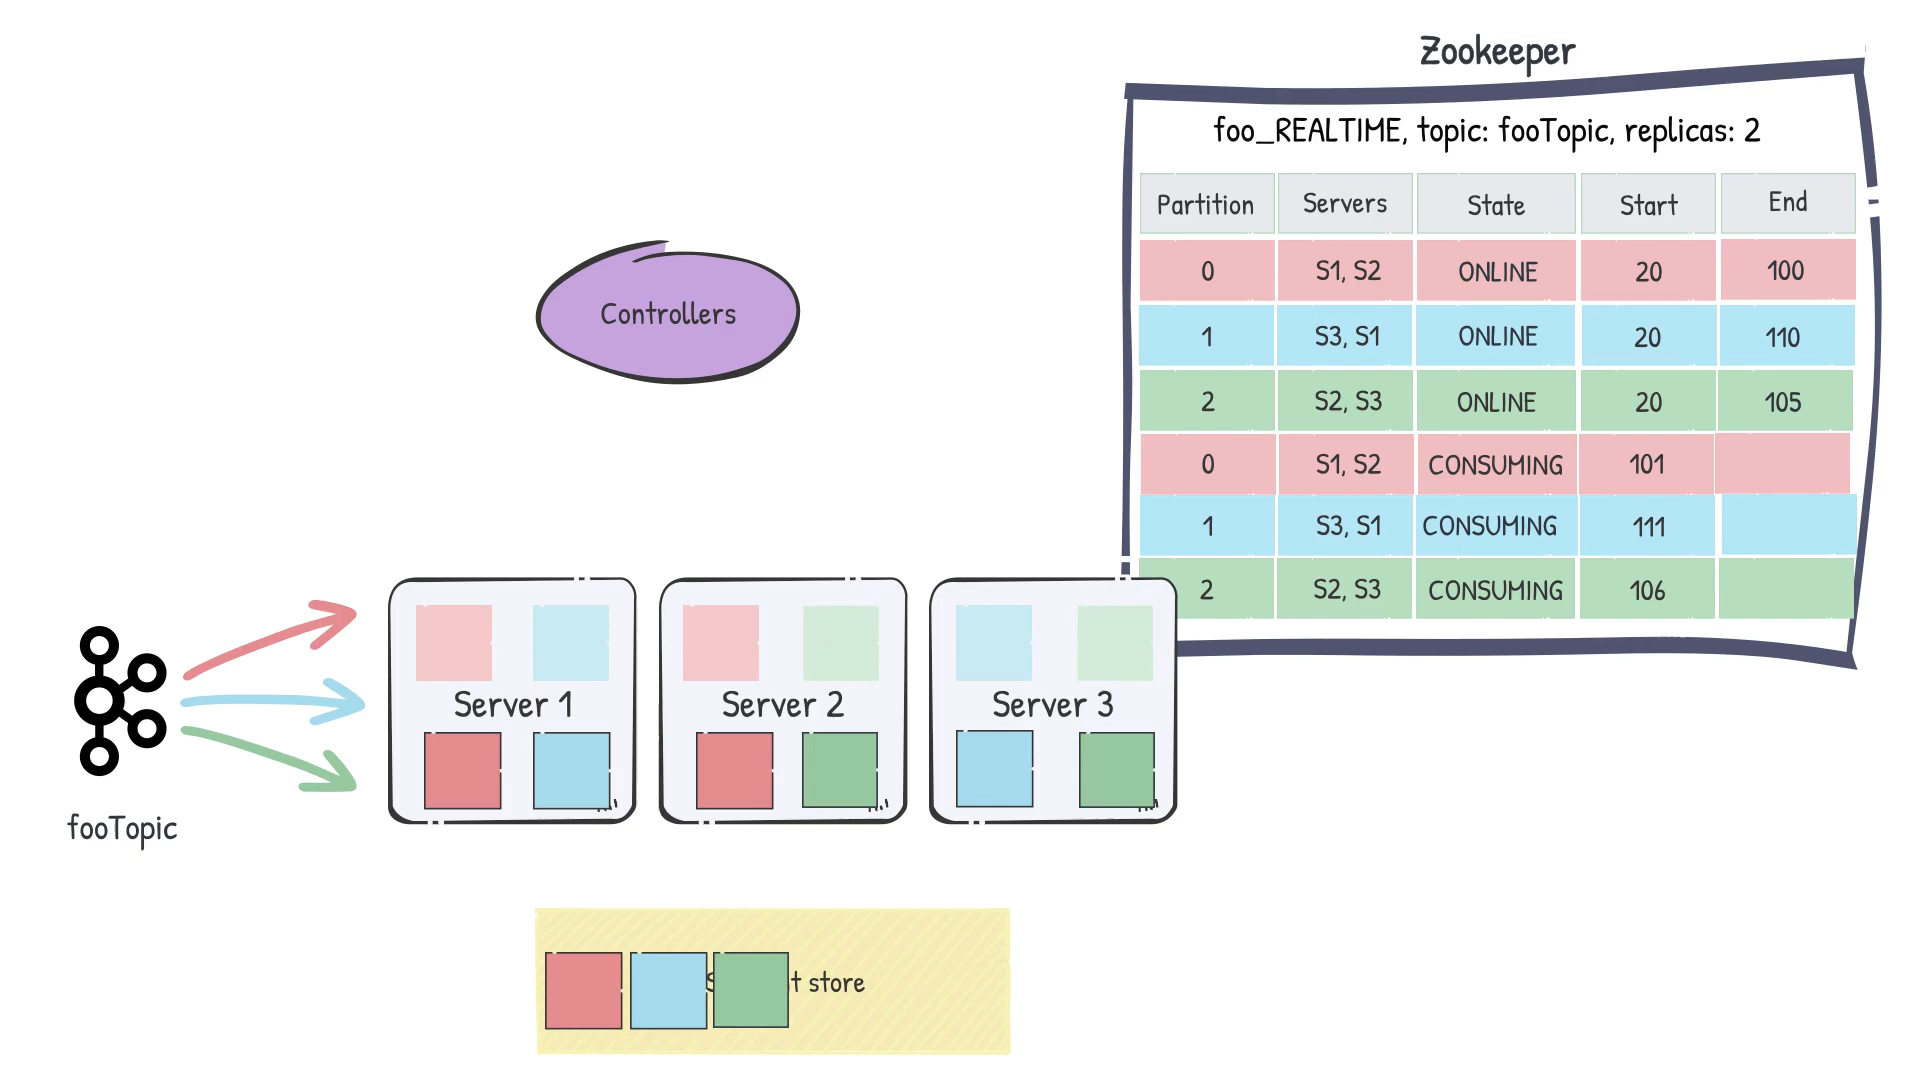 Zookeeper
foo_REALTIME, topic: fooTopic, replicas: 2
Partition Servers State Start End
0 S1, S2 ONLINE 20 100
1 S3, S1 ONLINE 20 110
2 S2, S3 ONLINE 20 105
0 S1, S2 CONSUMING 101
1 S3, S1 CONSUMING 111
2 S2, S3 CONSUMING 106
Controllers
Server 1
Server 2
Server 3
fooTopic
store